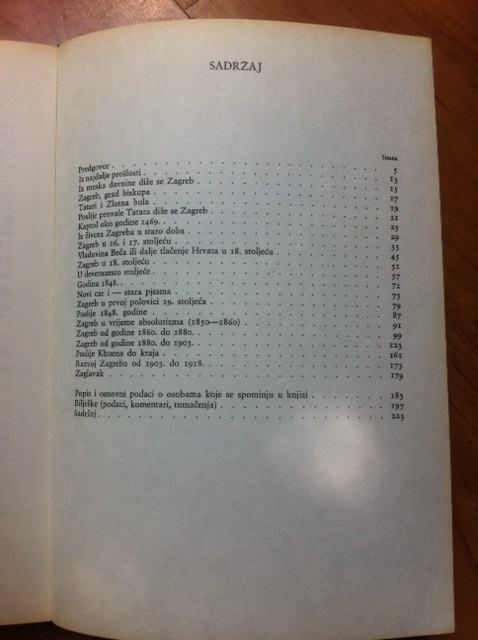 SADRŽAJ
Strana
Predgovor . 5
Iz najdalje prošlosti . 13
Iz mraka davnine diže se Zagreb . 15
Zagreb, grad biskupa . 17
Tatari i Zlatna bula . 19
Poslije provale Tatara diže se Zagreb . 21
Kaptol oko godine 1469. . 25
Iz života Zagreba u staro doba . 29
Zagreb u 16. i 17. stoljeću . 33
Vladavina Beča ili dalje tlačenje Hrvata u 18. stoljeću . 45
Zagreb u 18. stoljeću . 51
U devetnaesto stoljeće . 57
Godina 1848. . 71
Novi car i — stara pjesma . 75
Zagreb u prvoj polovici 19. stoljeća . 79
Poslije 1848. godine . 87
Zagreb u vrijeme absolutizma (1850—1860) . 91
Zagreb od godine 1860. do 1880. . 99
Zagreb od godine 1880. do 1903. . 123
Poslije Khuena do kraja . 161
Razvoj Zagreba od 1903. do 1918. . 173
Zaglavak . 179
Popis i osnovni podaci o osobama koje se spominju u knjizi . 183
Bilješke (podaci, komentari, tumačenja) . 197
Sadržaj . 223